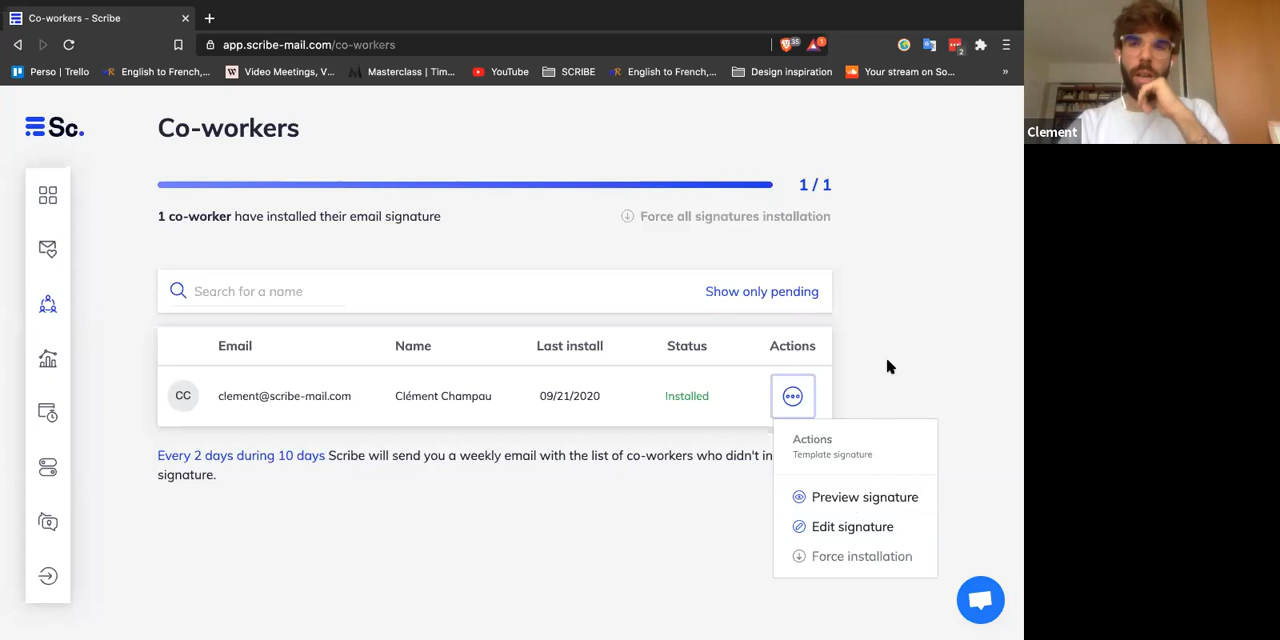 Co-workers – Scribe
app.scribe-mail.com/co-workers
35
1
2
Perso | Trello
English to French,...
Video Meetings, V...
Masterclass | Tim...
YouTube
SCRIBE
English to French,...
Design inspiration
Your stream on So...
»
Clement
Sc.
Co-workers
1 / 1
1 co-worker have installed their email signature
Force all signatures installation
Search for a name
Show only pending
Email Name Last install Status Actions
CC clement@scribe-mail.com Clément Champau 09/21/2020 Installed
Actions
Template signature
Every 2 days during 10 days Scribe will send you a weekly email with the list of co-workers who didn't in
signature.
Preview signature
Edit signature
Force installation